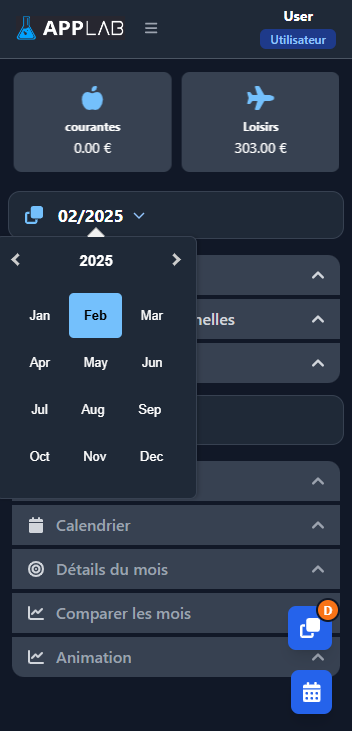 User
APPLAB
Utilisateur
courantes
0.00 €
Loisirs
303.00 €
02/2025
2025
Jan Feb Mar
nelles
Apr May Jun
Jul Aug Sep
Oct Nov Dec
Calendrier
Détails du mois
Comparer les mois
D
Animation